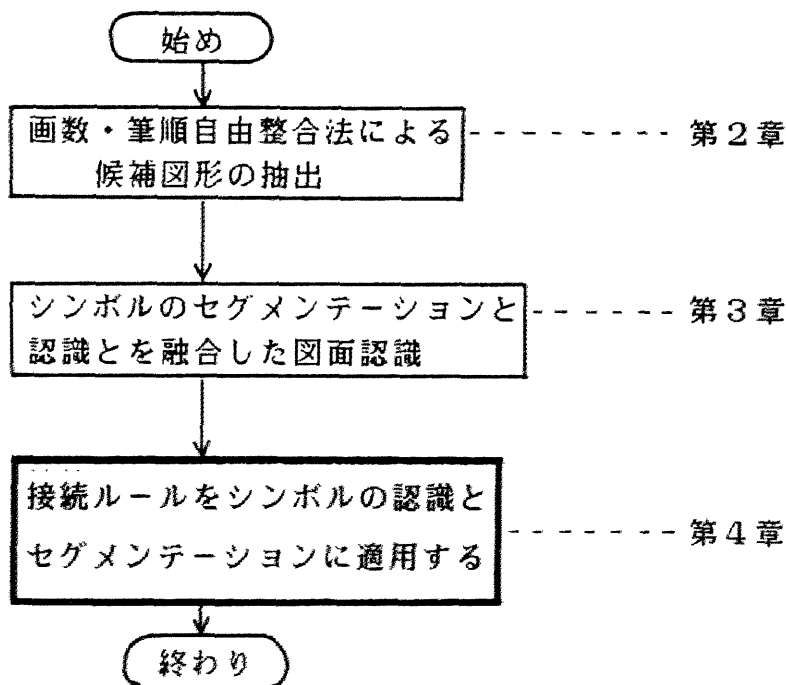 始め
画数・筆順自由整合法による
候補図形の抽出
第2章
シンボルのセグメンテーションと
認識とを融合した図面認識
第3章
接続ルールをシンボルの認識と
セグメンテーションに適用する
第4章
終わり